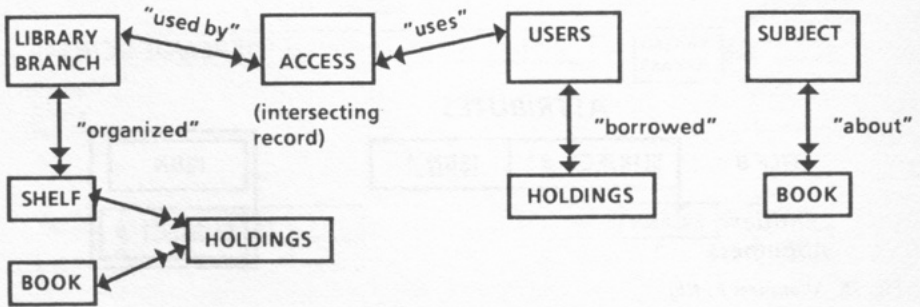 "used by"
"uses"
LIBRARY
BRANCH
ACCESS
USERS
SUBJECT
(intersecting
record)
"organized"
"borrowed"
"about"
SHELF
HOLDINGS
BOOK
HOLDINGS
BOOK